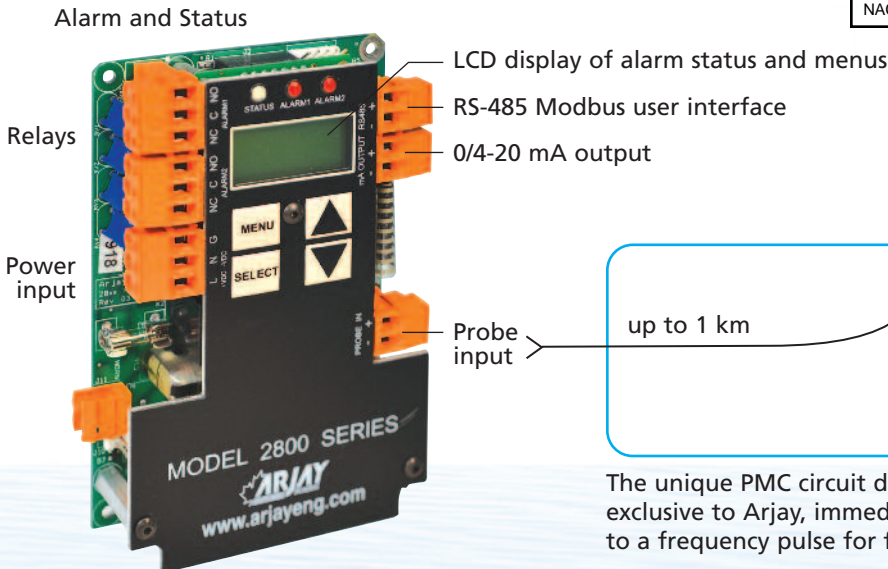 NAC
Alarm and Status
LCD display of alarm status and menus
RS-485 Modbus user interface
0/4-20 mA output
Relays
Power
input
Probe
input
up to 1 km
STATUS ALARM1 ALARM2
NC C NO
ALARM1
NC C NO
ALARM2
L N G
+VDC -VDC
RS485
+
-
mA OUTPUT
+
-
MENU
SELECT
PROBE IN
+
-
918
MODEL 2800 SERIES
ARJAY
www.arjayeng.com
The unique PMC circuit d
exclusive to Arjay, immed
to a frequency pulse for f